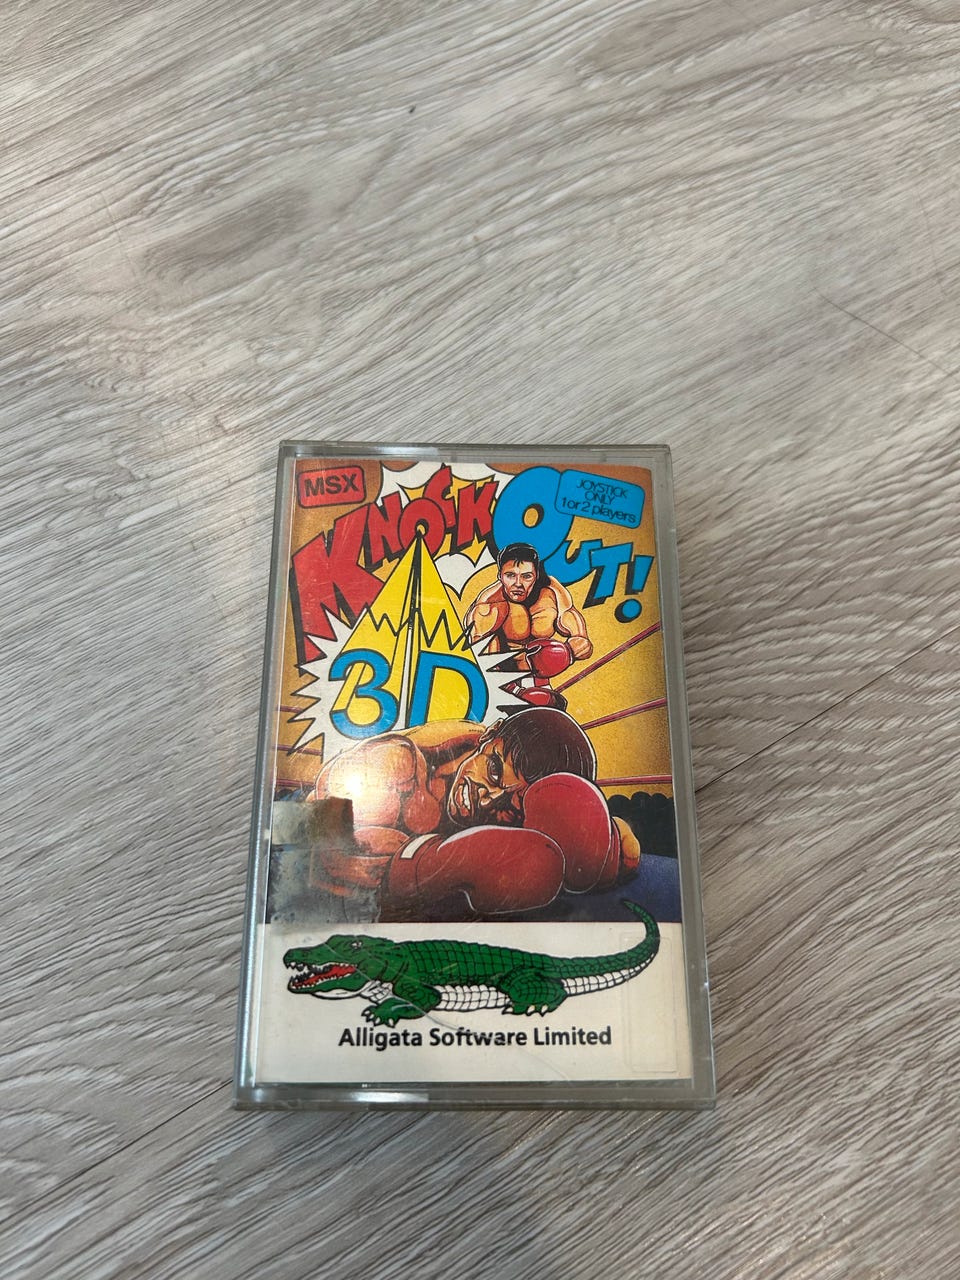 MSX
KNOCK OUT!
JOYSTICK
ONLY
1 or 2 players
3D
Alligata Software Limited